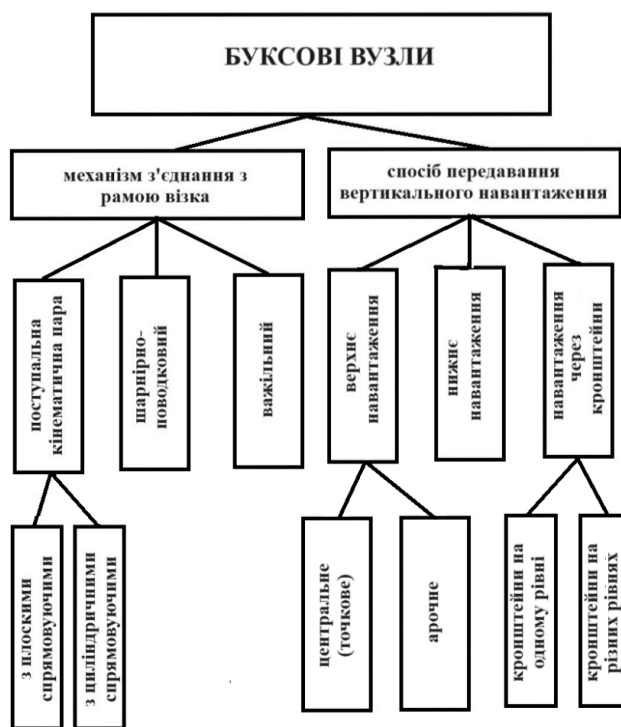 БУКСОВІ ВУЗЛИ
механізм з'єднання з
рамою візка
спосіб передавання
вертикального навантаження
поступальна
кінематична пара
шарнірно-
поводковий
важільний
верхнє
навантаження
нижнє
навантаження
навантаження
через
кронштейни
з плоскими
спрямовуючими
з циліндричними
спрямовуючими
центральне
(точкове)
арочне
кронштейни на
одному рівні
кронштейни на
різних рівнях